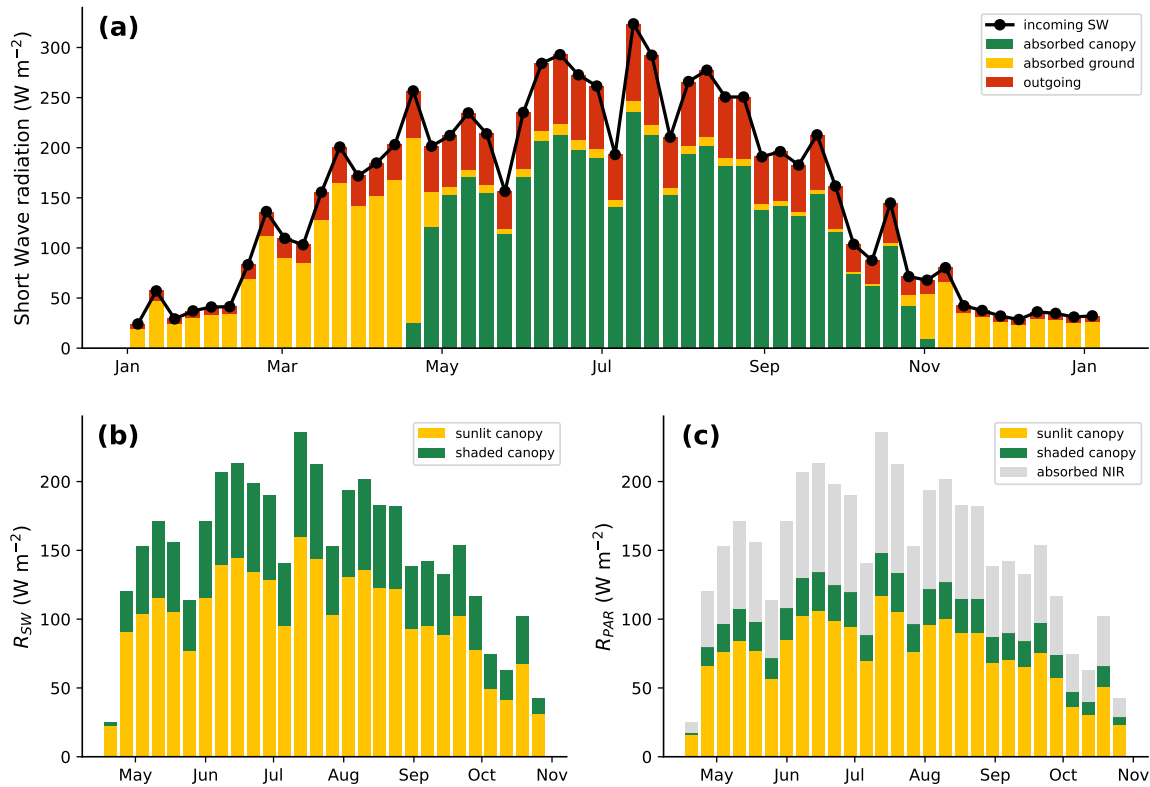 (a)
Short Wave radiation (W m⁻²)
300
250
200
150
100
50
0
Jan Mar May Jul Sep Nov Jan
incoming SW
absorbed canopy
absorbed ground
outgoing
(b)
R_SW (W m⁻²)
200
150
100
50
0
May Jun Jul Aug Sep Oct Nov
sunlit canopy
shaded canopy
(c)
R_PAR (W m⁻²)
200
150
100
50
0
May Jun Jul Aug Sep Oct Nov
sunlit canopy
shaded canopy
absorbed NIR